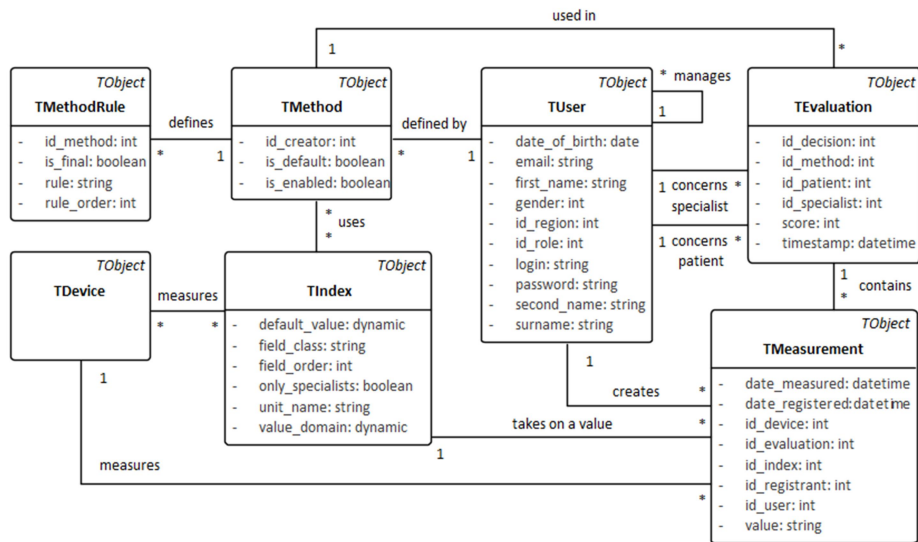 used in
1
*
TObject
TMethodRule
- id_method: int
- is_final: boolean
- rule: string
- rule_order: int
defines
*
1
TObject
TMethod
- id_creator: int
- is_default: boolean
- is_enabled: boolean
defined by
*
1
TObject
TUser
- date_of_birth: date
- email: string
- first_name: string
- gender: int
- id_region: int
- id_role: int
- login: string
- password: string
- second_name: string
- surname: string
* manages
1
TObject
TEvaluation
- id_decision: int
- id_method: int
- id_patient: int
- id_specialist: int
- score: int
- timestamp: datetime
1 concerns *
specialist
1 concerns *
patient
*
uses
*
TObject
TDevice
measures
*
*
1
TObject
TIndex
- default_value: dynamic
- field_class: string
- field_order: int
- only_specialists: boolean
- unit_name: string
- value_domain: dynamic
1
contains
*
TObject
TMeasurement
- date_measured: datetime
- date_registered:datetime
- id_device: int
- id_evaluation: int
- id_index: int
- id_registrant: int
- id_user: int
- value: string
1
creates
*
takes on a value
*
1
measures
*